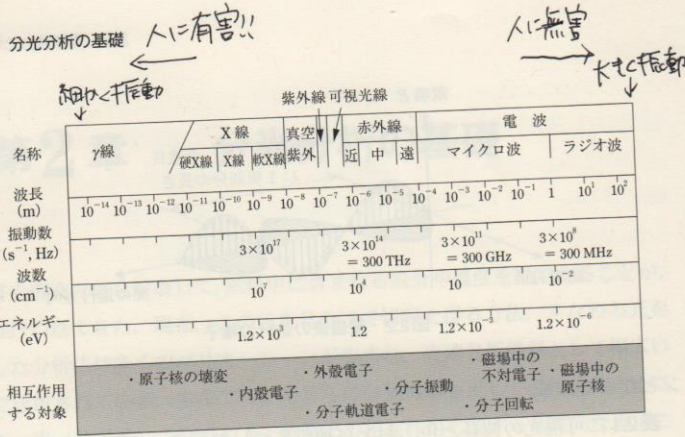 分光分析の基礎
人に有害!!
人に無害
細かく振動
大きく振動
紫外線 可視光線
名称
γ線
X 線
真空
紫外
赤外線
電 波
硬X線
X線
軟X線
近
中
遠
マイクロ波
ラジオ波
波長
(m)
10⁻¹⁴ 10⁻¹³ 10⁻¹² 10⁻¹¹ 10⁻¹⁰ 10⁻⁹ 10⁻⁸ 10⁻⁷ 10⁻⁶ 10⁻⁵ 10⁻⁴ 10⁻³ 10⁻² 10⁻¹ 1 10¹ 10²
振動数
(s⁻¹, Hz)
3×10¹⁷
3×10¹⁴
= 300 THz
3×10¹¹
= 300 GHz
3×10⁸
= 300 MHz
波数
(cm⁻¹)
10⁷
10⁴
10
10⁻²
エネルギー
(eV)
1.2×10³
1.2
1.2×10⁻³
1.2×10⁻⁶
相互作用
する対象
・原子核の壊変
・内殻電子
・外殻電子
・分子軌道電子
・分子振動
・分子回転
・磁場中の
不対電子
・磁場中の
原子核